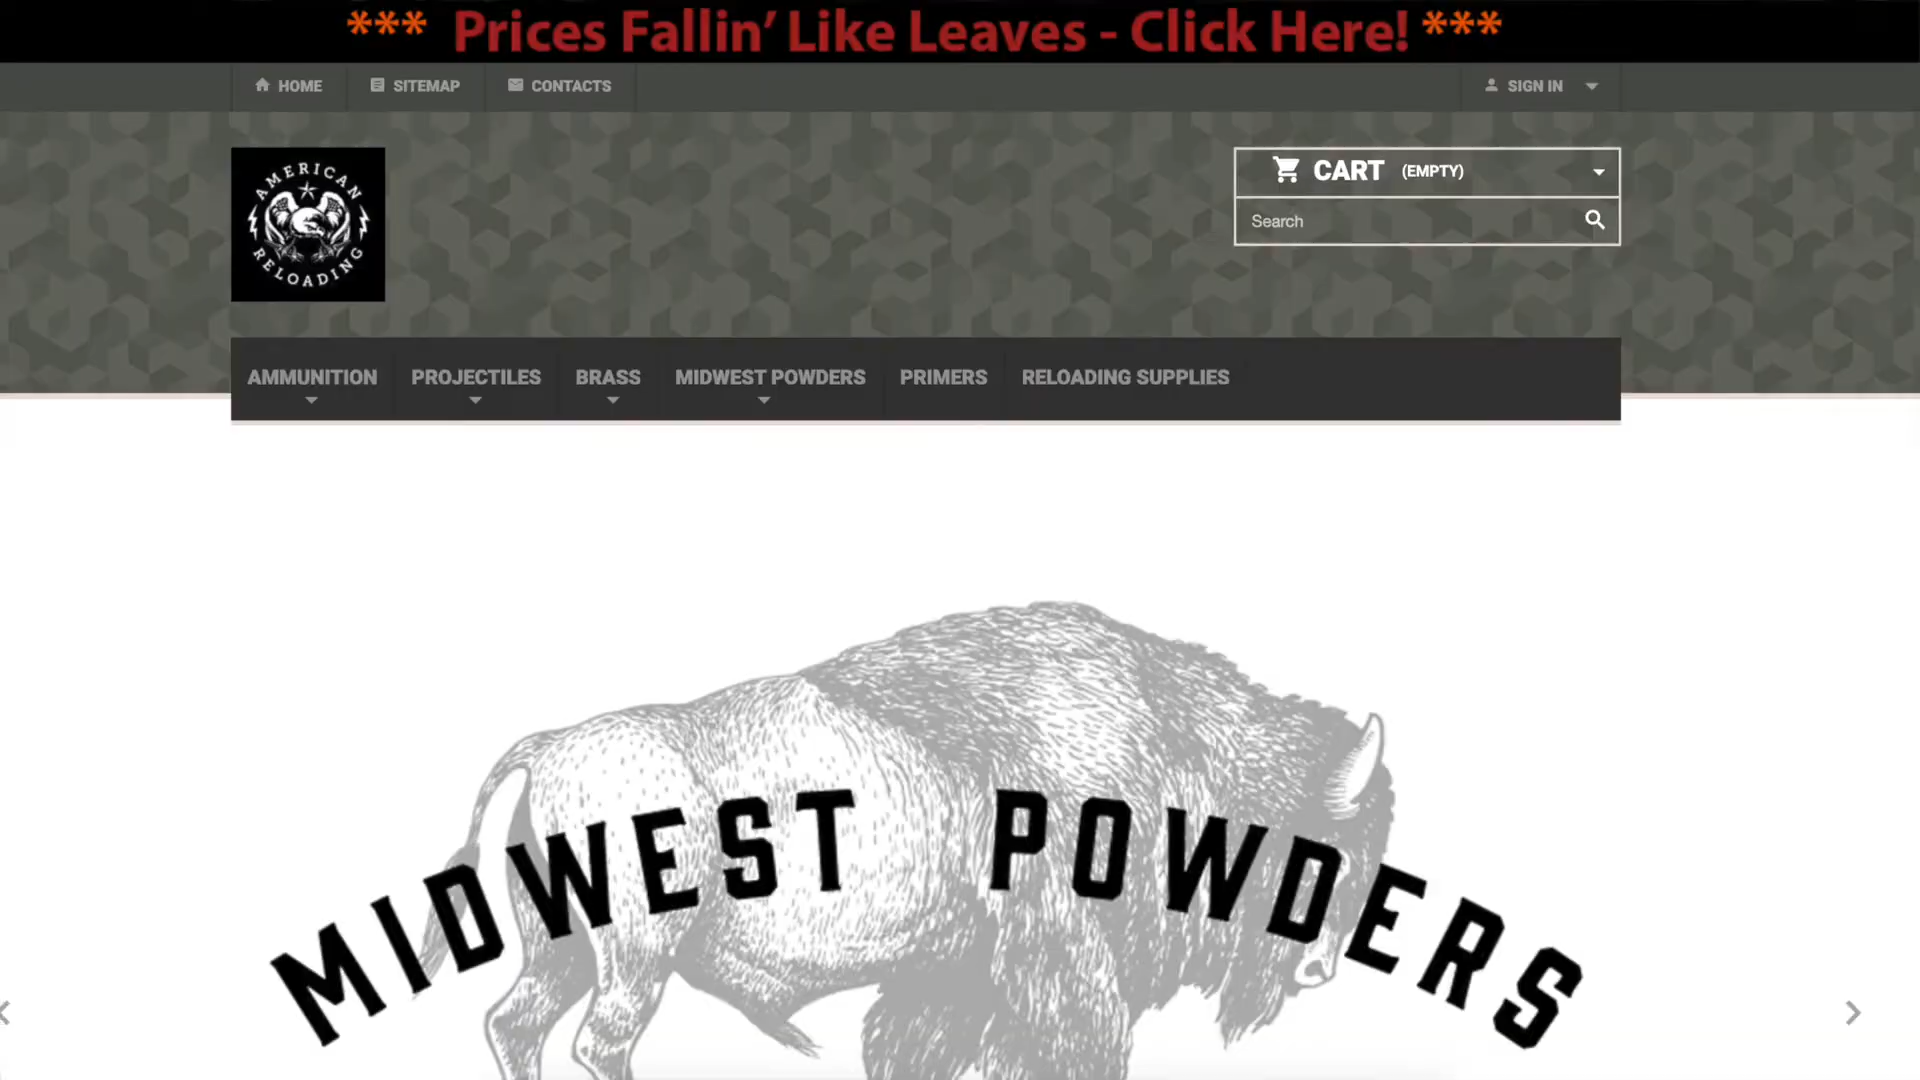 *** Prices Fallin’ Like Leaves - Click Here! ***
HOME SITEMAP CONTACTS SIGN IN
AMERICAN
RELOADING
CART (EMPTY)
Search
AMMUNITION PROJECTILES BRASS MIDWEST POWDERS PRIMERS RELOADING SUPPLIES
MIDWEST POWDERS